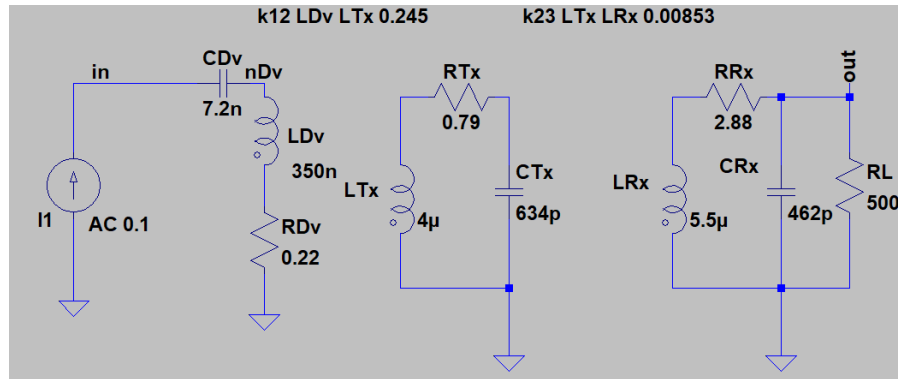 k12 LDv LTx 0.245
k23 LTx LRx 0.00853
in
CDv
7.2n
nDv
LDv
350n
RDv
0.22
I1
AC 0.1
RTx
0.79
LTx
4µ
CTx
634p
RRx
2.88
LRx
5.5µ
CRx
462p
out
RL
500